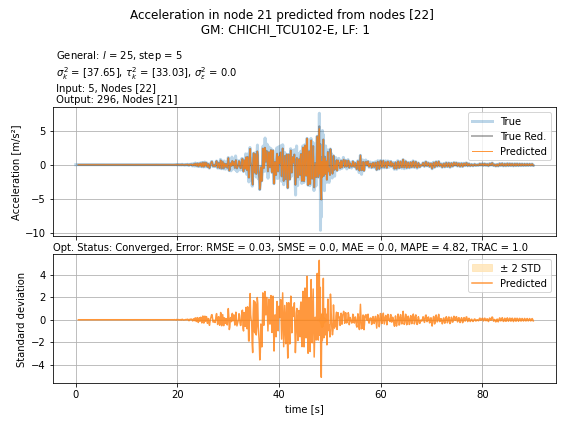 Acceleration in node 21 predicted from nodes [22]
GM: CHICHI_TCU102-E, LF: 1
General: l = 25, step = 5
σ²ₖ = [37.65], τ²ₖ = [33.03], σ²ε = 0.0
Input: 5, Nodes [22]
Output: 296, Nodes [21]
Acceleration [m/s²]
5
0
−5
−10
True
True Red.
Predicted
Opt. Status: Converged, Error: RMSE = 0.03, SMSE = 0.0, MAE = 0.0, MAPE = 4.82, TRAC = 1.0
Standard deviation
4
2
0
−2
−4
± 2 STD
Predicted
0 20 40 60 80
time [s]